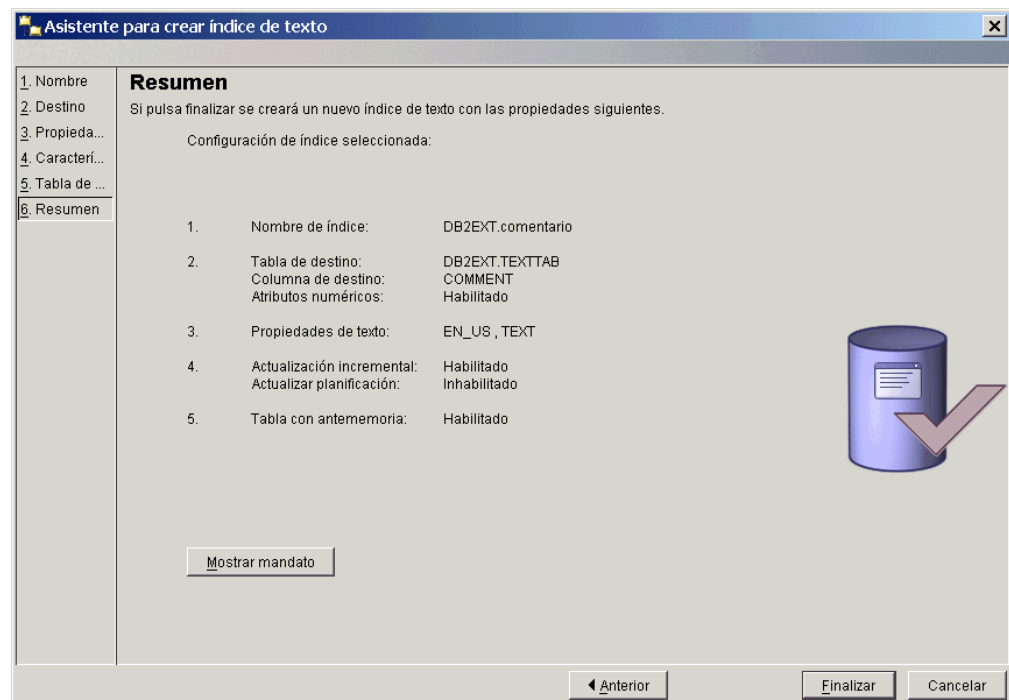 Asistente para crear índice de texto
1. Nombre
2. Destino
3. Propieda...
4. Caracterí...
5. Tabla de ...
6. Resumen
Resumen
Si pulsa finalizar se creará un nuevo índice de texto con las propiedades siguientes.
Configuración de índice seleccionada:
1. Nombre de índice: DB2EXT.comentario
2. Tabla de destino: DB2EXT.TEXTTAB
Columna de destino: COMMENT
Atributos numéricos: Habilitado
3. Propiedades de texto: EN_US , TEXT
4. Actualización incremental: Habilitado
Actualizar planificación: Inhabilitado
5. Tabla con antememoria: Habilitado
Mostrar mandato
Anterior Finalizar Cancelar